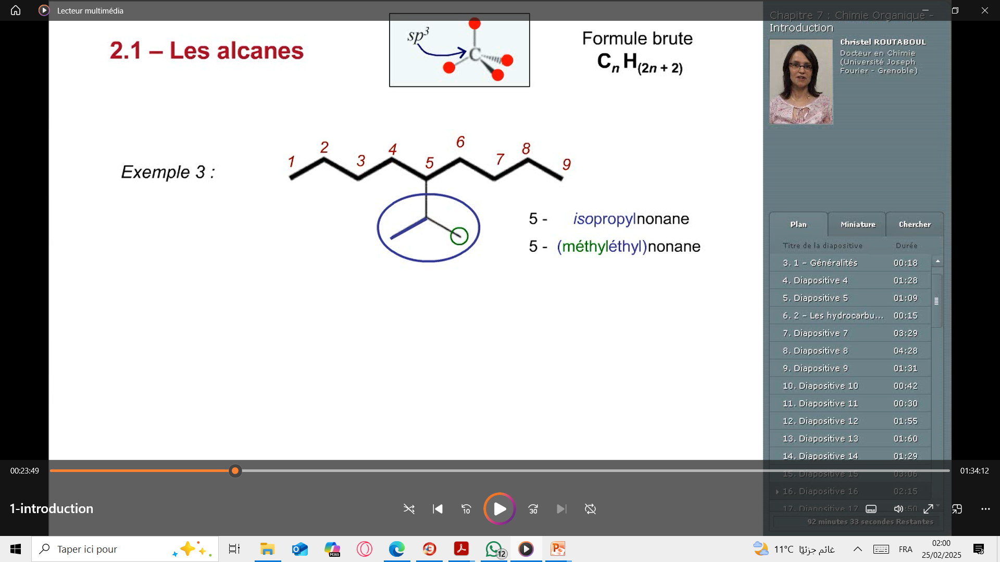 Lecteur multimédia
2.1 – Les alcanes
sp3
C
Formule brute
CnH(2n + 2)
Exemple 3 :
1 2 3 4 5 6 7 8 9
5 - isopropylnonane
5 - (méthyléthyl)nonane
Chapitre 7 : Chimie Organique -
Introduction
Christel ROUTABOUL
Docteur en Chimie
(Université Joseph
Fourier - Grenoble)
Plan Miniature Chercher
Titre de la diapositive Durée
3. 1 – Généralités 00:18
4. Diapositive 4 01:28
5. Diapositive 5 01:09
6. 2 – Les hydrocarbu... 00:15
7. Diapositive 7 03:29
8. Diapositive 8 04:28
9. Diapositive 9 01:31
10. Diapositive 10 00:42
11. Diapositive 11 00:30
12. Diapositive 12 01:55
13. Diapositive 13 01:60
14. Diapositive 14 01:29
15. Diapositive 15 03:06
16. Diapositive 16 02:15
17. Diapositive 17 :50
92 minutes 33 secondes Restantes
00:23:49 01:34:12
1-introduction
10 30
Taper ici pour
M365
12
11°C غائم جزئيًا
FRA
02:00
25/02/2025
3